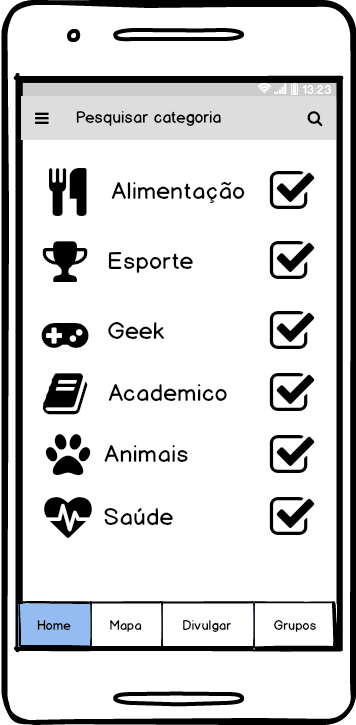 13:23
Pesquisar categoria
Alimentação
Esporte
Geek
Academico
Animais
Saúde
Home Mapa Divulgar Grupos